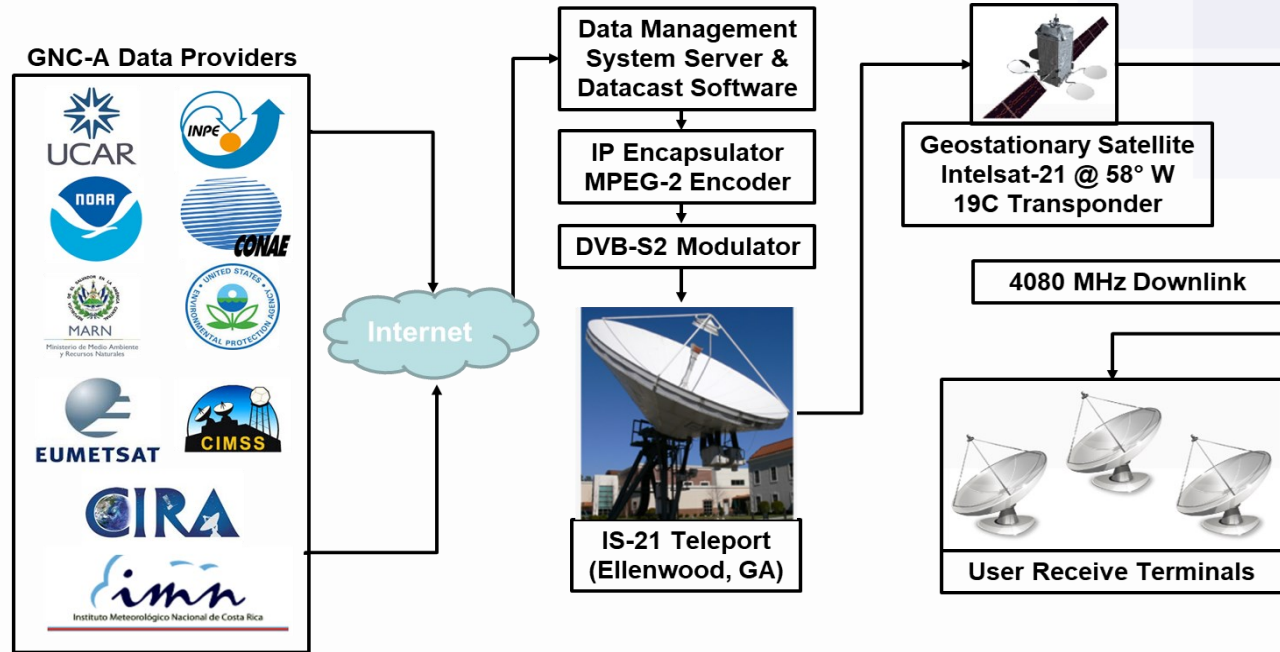 GNC-A Data Providers
UCAR
INPE
NOAA
CONAE
MARN
Ministerio de Medio Ambiente
y Recursos Naturales
UNITED STATES
ENVIRONMENTAL PROTECTION AGENCY
EUMETSAT
CIMSS
CIRA
imn
Instituto Meteorológico Nacional de Costa Rica
Internet
Data Management
System Server &
Datacast Software
IP Encapsulator
MPEG-2 Encoder
DVB-S2 Modulator
IS-21 Teleport
(Ellenwood, GA)
Geostationary Satellite
Intelsat-21 @ 58° W
19C Transponder
4080 MHz Downlink
User Receive Terminals